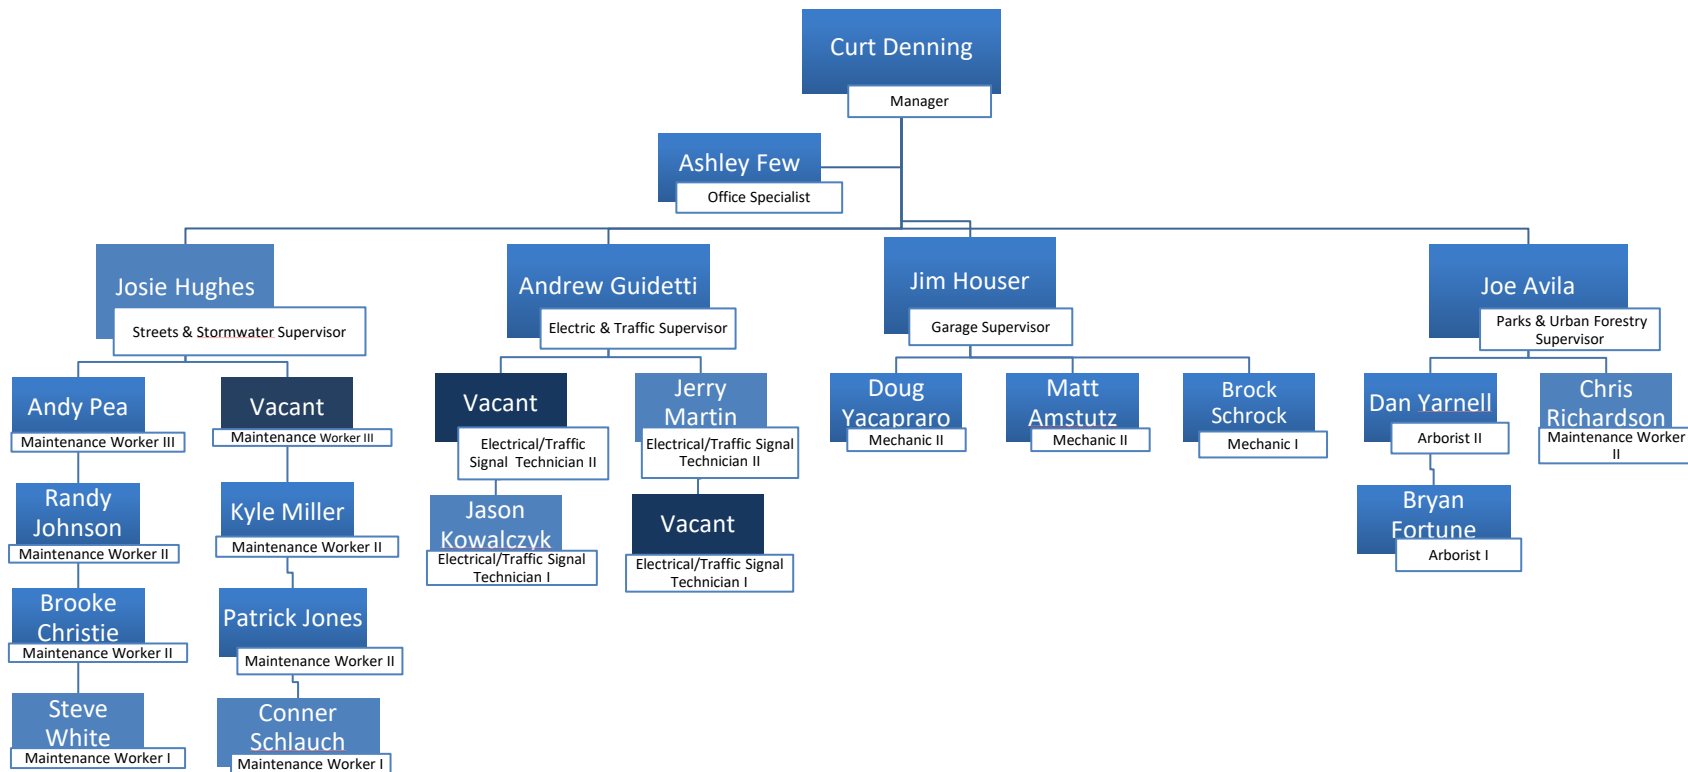 Curt Denning
Manager
Ashley Few
Office Specialist
Josie Hughes
Streets & Stormwater Supervisor
Andrew Guidetti
Electric & Traffic Supervisor
Jim Houser
Garage Supervisor
Joe Avila
Parks & Urban Forestry
Supervisor
Andy Pea
Maintenance Worker III
Vacant
Maintenance Worker III
Vacant
Electrical/Traffic
Signal Technician II
Jerry
Martin
Electrical/Traffic Signal
Technician II
Doug
Yacapraro
Mechanic II
Matt
Amstutz
Mechanic II
Brock
Schrock
Mechanic I
Dan Yarnell
Arborist II
Chris
Richardson
Maintenance Worker
II
Randy
Johnson
Maintenance Worker II
Kyle Miller
Maintenance Worker II
Jason
Kowalczyk
Electrical/Traffic Signal
Technician I
Vacant
Electrical/Traffic Signal
Technician I
Bryan
Fortune
Arborist I
Brooke
Christie
Maintenance Worker II
Patrick Jones
Maintenance Worker II
Steve
White
Maintenance Worker I
Conner
Schlauch
Maintenance Worker I